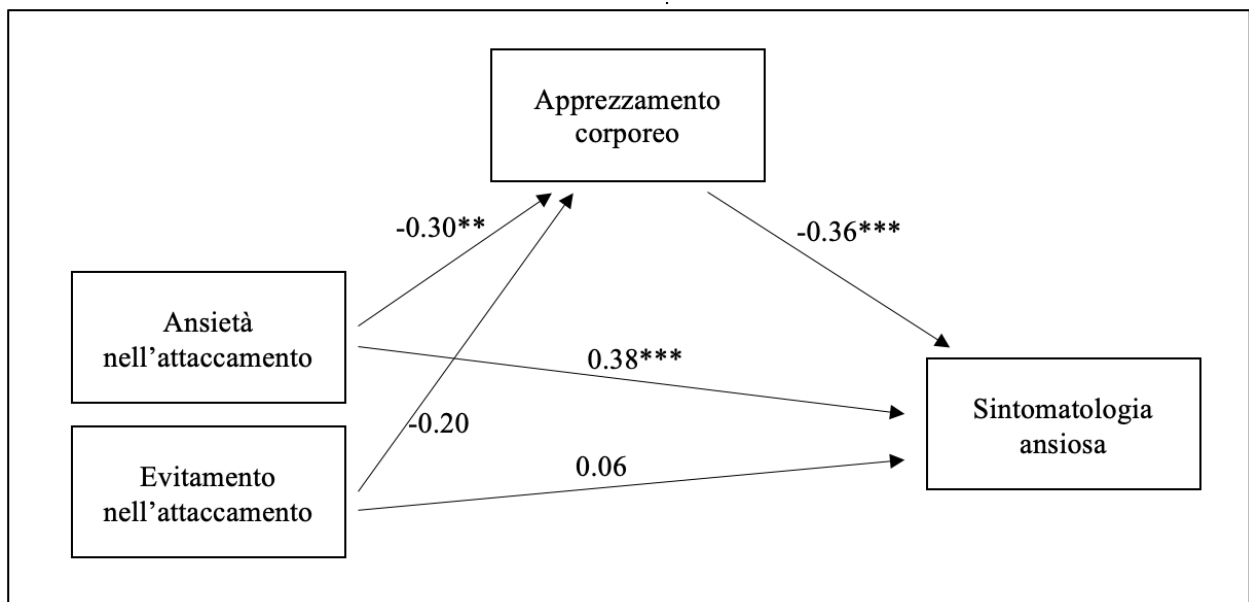 Apprezzamento
corporeo
-0.30**
-0.36***
Ansietà
nell’attaccamento
0.38***
Sintomatologia
ansiosa
-0.20
Evitamento
nell’attaccamento
0.06